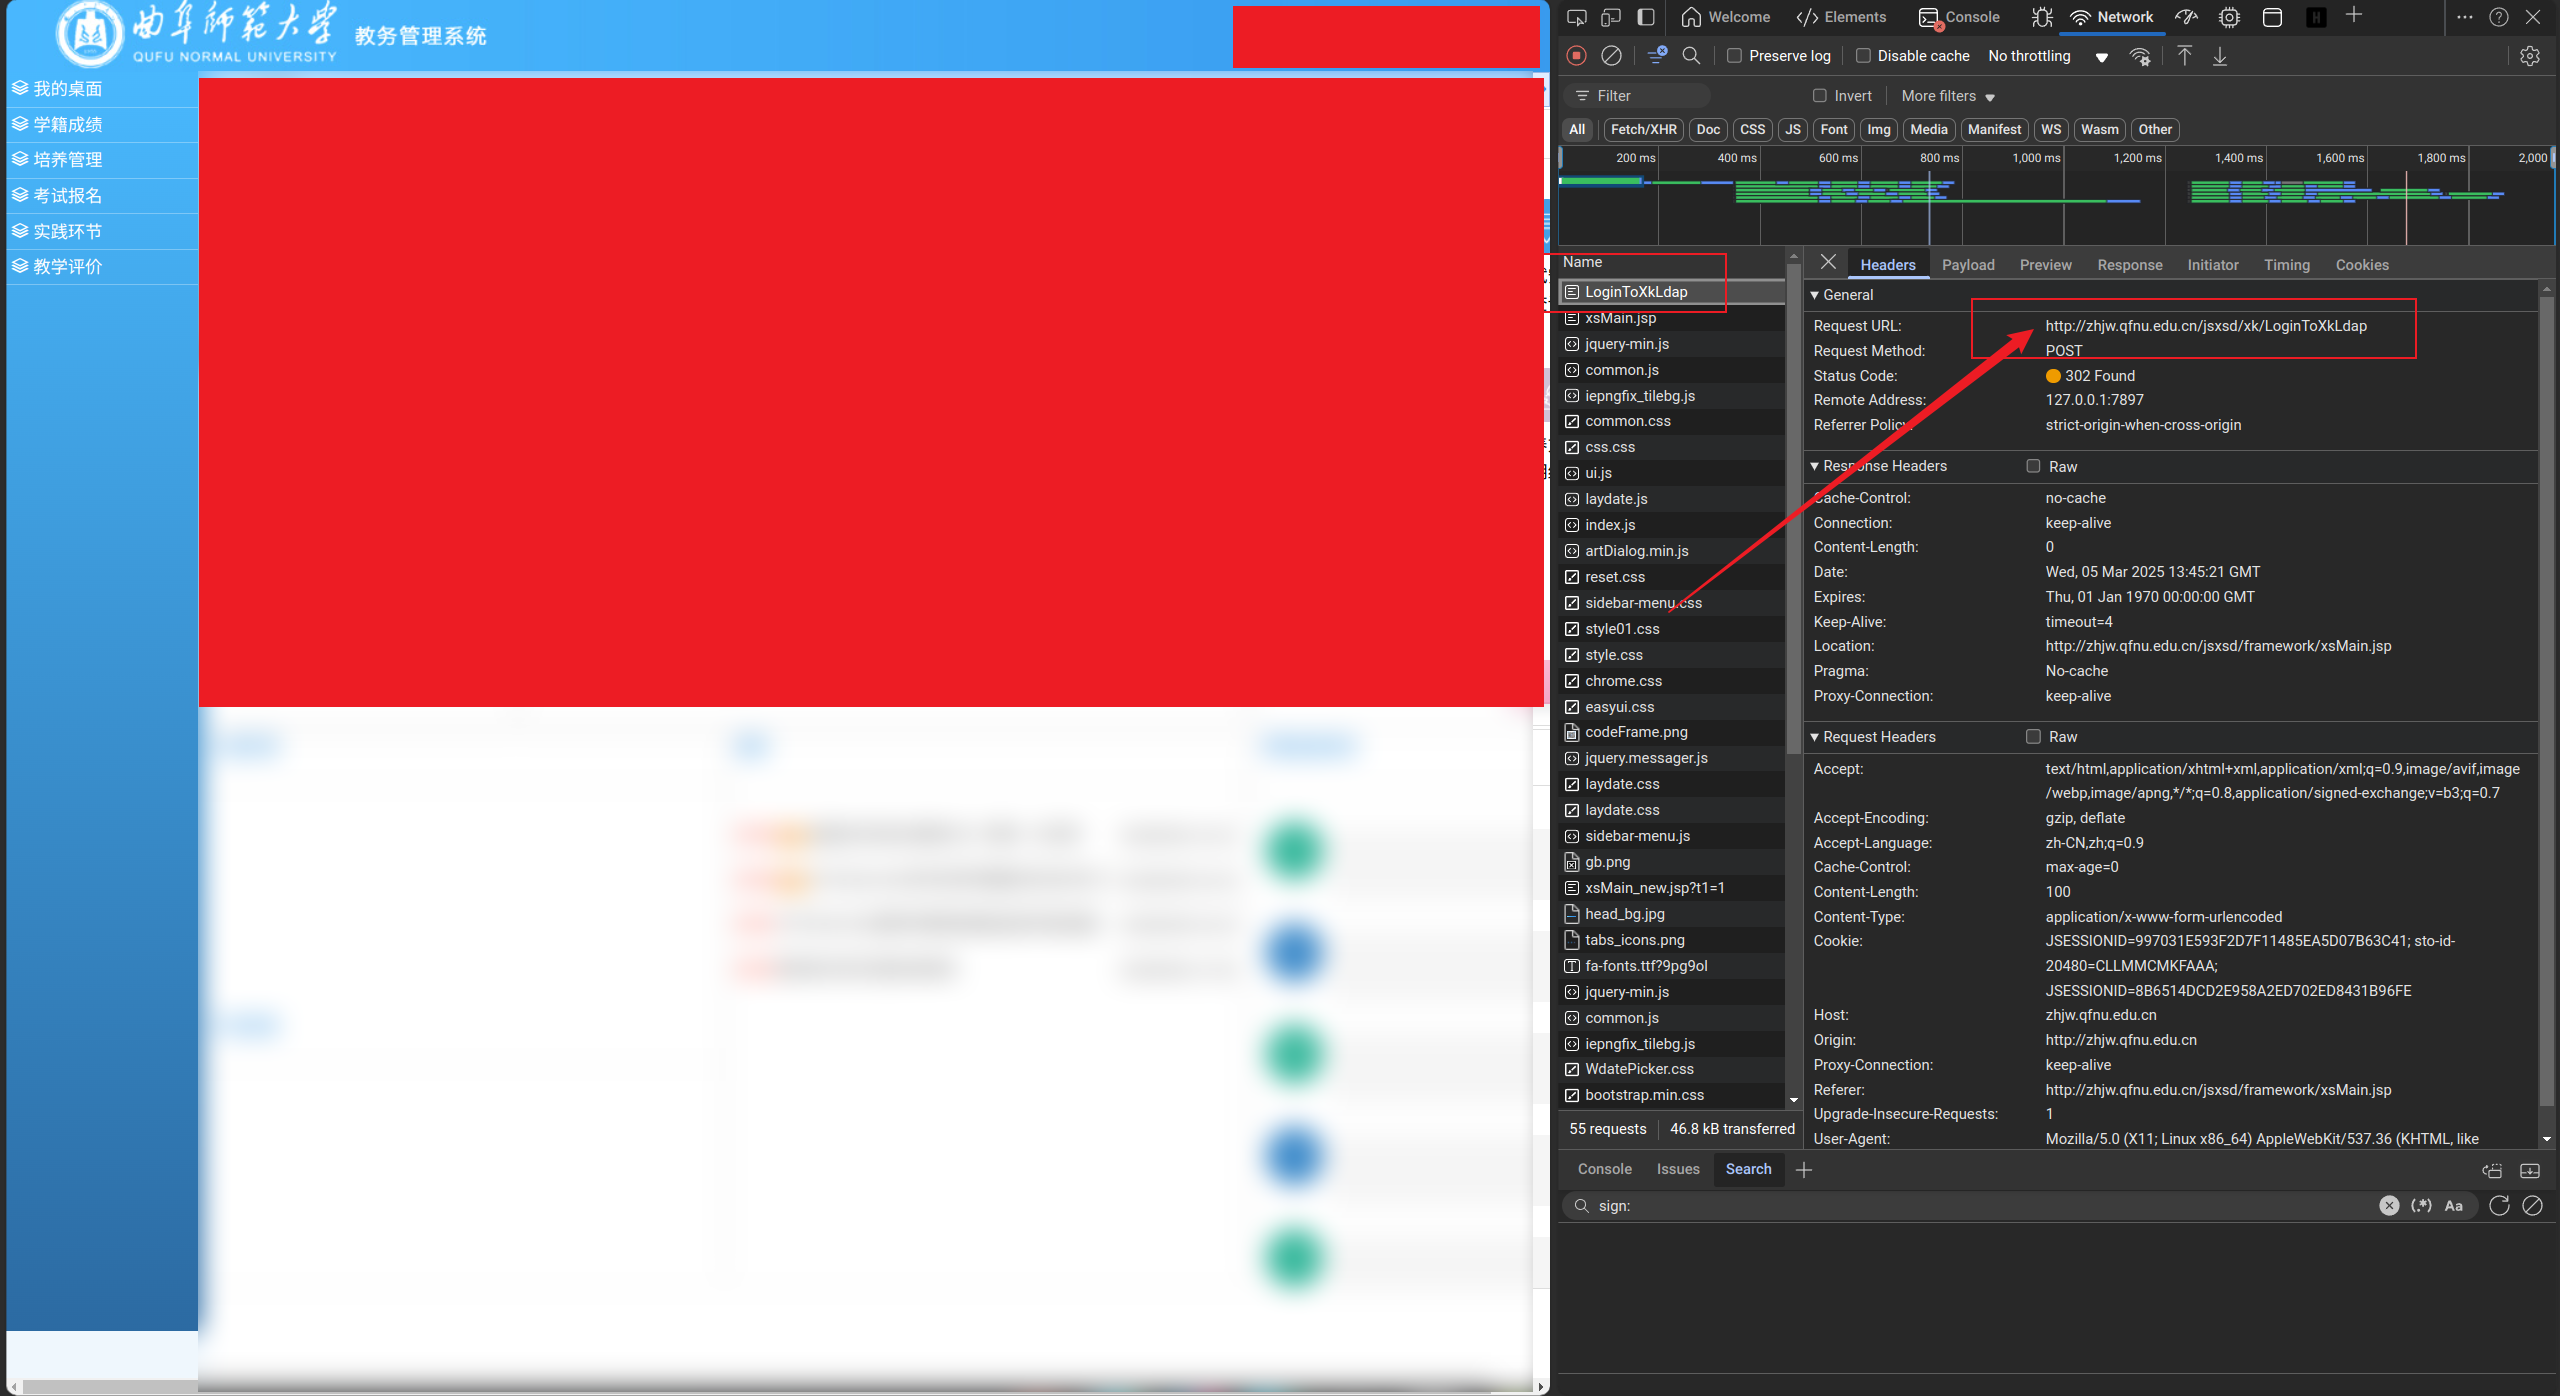 曲阜师范大学
QUFU NORMAL UNIVERSITY
教务管理系统
我的桌面
学籍成绩
培养管理
考试报名
实践环节
教学评价
Welcome
Elements
Console
Network
Preserve log
Disable cache
No throttling
Filter
Invert
More filters
All
Fetch/XHR
Doc
CSS
JS
Font
Img
Media
Manifest
WS
Wasm
Other
200 ms
400 ms
600 ms
800 ms
1,000 ms
1,200 ms
1,400 ms
1,600 ms
1,800 ms
2,000
Name
LoginToXkLdap
xsMain.jsp
jquery-min.js
common.js
iepngfix_tilebg.js
common.css
css.css
ui.js
laydate.js
index.js
artDialog.min.js
reset.css
sidebar-menu.css
style01.css
style.css
chrome.css
easyui.css
codeFrame.png
jquery.messager.js
laydate.css
laydate.css
sidebar-menu.js
gb.png
xsMain_new.jsp?t1=1
head_bg.jpg
tabs_icons.png
fa-fonts.ttf?9pg9ol
jquery-min.js
common.js
iepngfix_tilebg.js
WdatePicker.css
bootstrap.min.css
55 requests
46.8 kB transferred
Headers
Payload
Preview
Response
Initiator
Timing
Cookies
General
Request URL: http://zhjw.qfnu.edu.cn/jsxsd/xk/LoginToXkLdap
Request Method: POST
Status Code: 302 Found
Remote Address: 127.0.0.1:7897
Referrer Policy: strict-origin-when-cross-origin
Response Headers
Raw
Cache-Control: no-cache
Connection: keep-alive
Content-Length: 0
Date: Wed, 05 Mar 2025 13:45:21 GMT
Expires: Thu, 01 Jan 1970 00:00:00 GMT
Keep-Alive: timeout=4
Location: http://zhjw.qfnu.edu.cn/jsxsd/framework/xsMain.jsp
Pragma: No-cache
Proxy-Connection: keep-alive
Request Headers
Raw
Accept: text/html,application/xhtml+xml,application/xml;q=0.9,image/avif,image
/webp,image/apng,*/*;q=0.8,application/signed-exchange;v=b3;q=0.7
Accept-Encoding: gzip, deflate
Accept-Language: zh-CN,zh;q=0.9
Cache-Control: max-age=0
Content-Length: 100
Content-Type: application/x-www-form-urlencoded
Cookie: JSESSIONID=997031E593F2D7F11485EA5D07B63C41; sto-id-
20480=CLLMMCMKFAAA;
JSESSIONID=8B6514DCD2E958A2ED702ED8431B96FE
Host: zhjw.qfnu.edu.cn
Origin: http://zhjw.qfnu.edu.cn
Proxy-Connection: keep-alive
Referer: http://zhjw.qfnu.edu.cn/jsxsd/framework/xsMain.jsp
Upgrade-Insecure-Requests: 1
User-Agent: Mozilla/5.0 (X11; Linux x86_64) AppleWebKit/537.36 (KHTML, like
Console
Issues
Search
sign:
(.*)
Aa